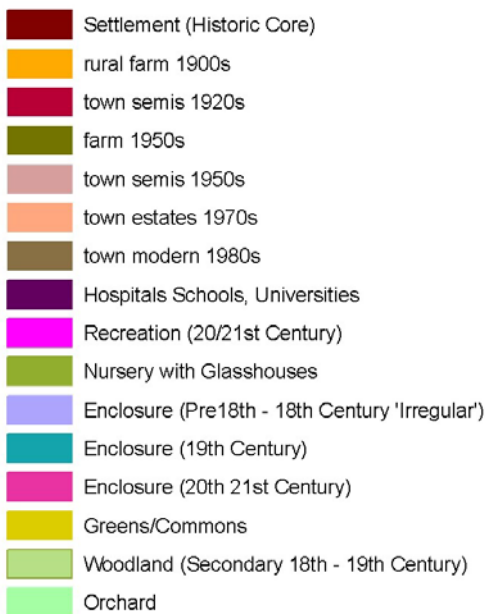 Settlement (Historic Core)
rural farm 1900s
town semis 1920s
farm 1950s
town semis 1950s
town estates 1970s
town modern 1980s
Hospitals Schools, Universities
Recreation (20/21st Century)
Nursery with Glasshouses
Enclosure (Pre18th - 18th Century 'Irregular')
Enclosure (19th Century)
Enclosure (20th 21st Century)
Greens/Commons
Woodland (Secondary 18th - 19th Century)
Orchard